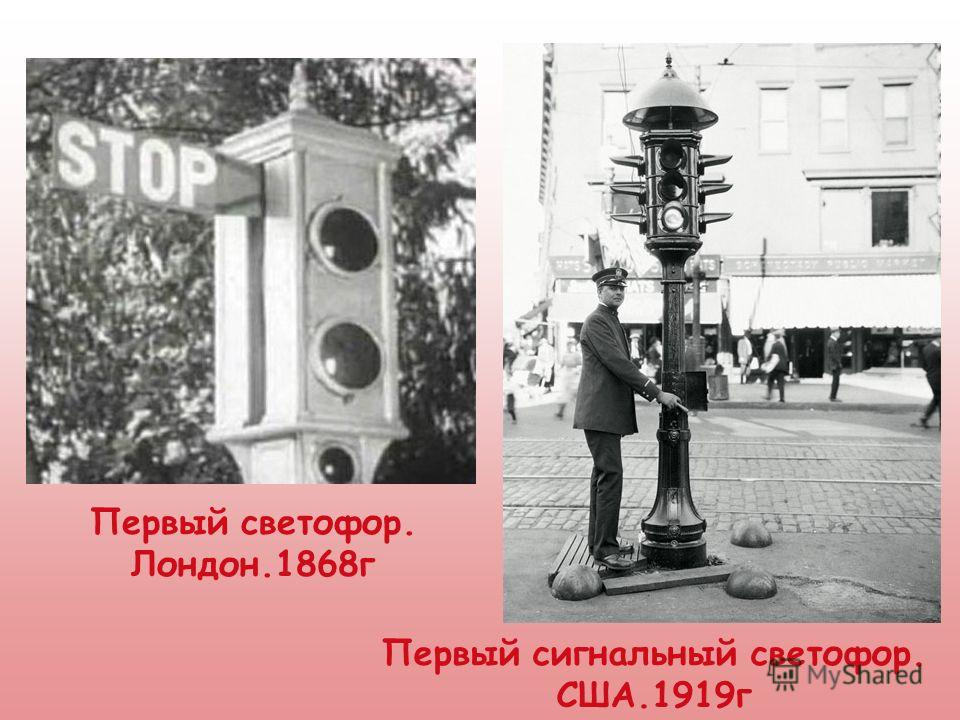 STOP
Первый светофор.
Лондон.1868г
Первый сигнальный светофор.
США.1919г
MyShared